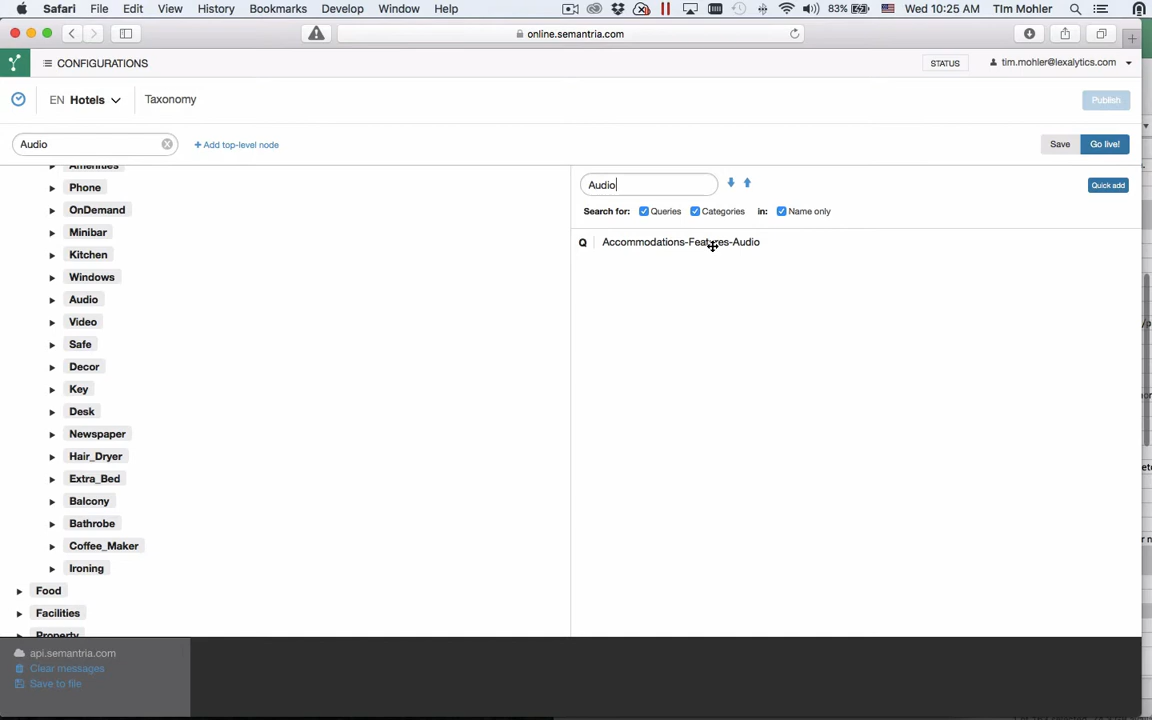 Safari File Edit View History Bookmarks Develop Window Help 83% Wed 10:25 AM Tim Mohler
online.semantria.com
CONFIGURATIONS STATUS tim.mohler@lexalytics.com
EN Hotels Taxonomy Publish
Audio + Add top-level node Save Go live!
Amenities
Phone
OnDemand
Minibar
Kitchen
Windows
Audio
Video
Safe
Decor
Key
Desk
Newspaper
Hair_Dryer
Extra_Bed
Balcony
Bathrobe
Coffee_Maker
Ironing
Food
Facilities
Property
Audio Quick add
Search for: Queries Categories in: Name only
Q Accommodations-Features-Audio
api.semantria.com
Clear messages
Save to file